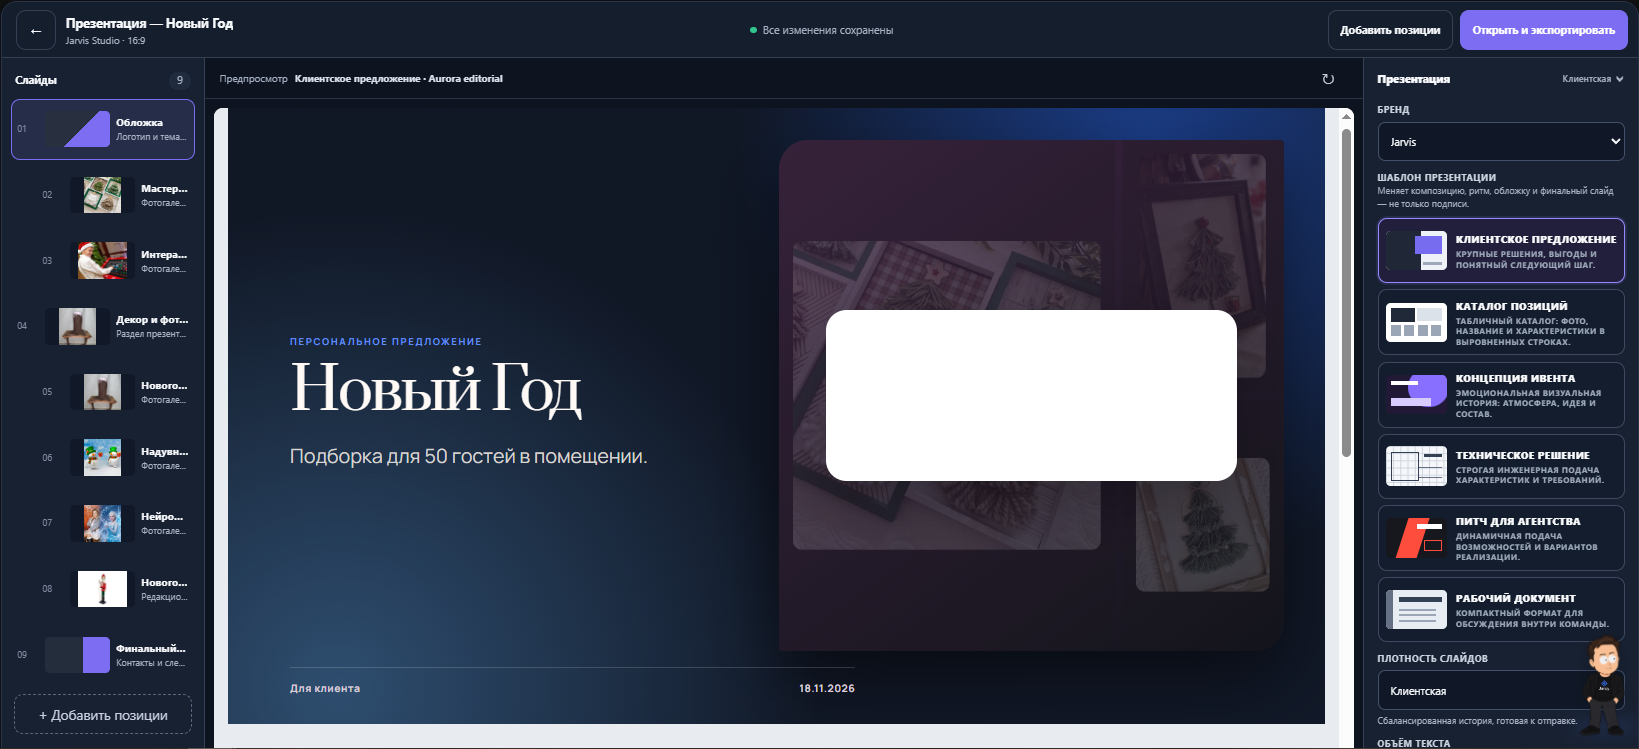 ←
Презентация — Новый Год
Jarvis Studio · 16:9
Все изменения сохранены
Добавить позиции
Открыть и экспортировать
Слайды
9
01
Обложка
Логотип и тема...
02
Мастер...
Фотогале...
03
Интера...
Фотогале...
04
Декор и фот...
Раздел презент...
05
Нового...
Фотогале...
06
Надувн...
Фотогале...
07
Нейро...
Фотогале...
08
Нового...
Редакцио...
09
Финальный...
Контакты и сле...
+ Добавить позиции
Предпросмотр Клиентское предложение · Aurora editorial
ПЕРСОНАЛЬНОЕ ПРЕДЛОЖЕНИЕ
Новый Год
Подборка для 50 гостей в помещении.
Для клиента
18.11.2026
Презентация
Клиентская
БРЕНД
Jarvis
ШАБЛОН ПРЕЗЕНТАЦИИ
Меняет композицию, ритм, обложку и финальный слайд
— не только подписи.
КЛИЕНТСКОЕ ПРЕДЛОЖЕНИЕ
КРУПНЫЕ РЕШЕНИЯ, ВЫГОДЫ И
ПОНЯТНЫЙ СЛЕДУЮЩИЙ ШАГ.
КАТАЛОГ ПОЗИЦИЙ
ТАБЛИЧНЫЙ КАТАЛОГ: ФОТО,
НАЗВАНИЕ И ХАРАКТЕРИСТИКИ В
ВЫРОВНЕННЫХ СТРОКАХ.
КОНЦЕПЦИЯ ИВЕНТА
ЭМОЦИОНАЛЬНАЯ ВИЗУАЛЬНАЯ
ИСТОРИЯ: АТМОСФЕРА, ИДЕЯ И
СОСТАВ.
ТЕХНИЧЕСКОЕ РЕШЕНИЕ
СТРОГАЯ ИНЖЕНЕРНАЯ ПОДАЧА
ХАРАКТЕРИСТИК И ТРЕБОВАНИЙ.
ПИТЧ ДЛЯ АГЕНТСТВА
ДИНАМИЧНАЯ ПОДАЧА
ВОЗМОЖНОСТЕЙ И ВАРИАНТОВ
РЕАЛИЗАЦИИ.
РАБОЧИЙ ДОКУМЕНТ
КОМПАКТНЫЙ ФОРМАТ ДЛЯ
ОБСУЖДЕНИЯ ВНУТРИ КОМАНДЫ.
ПЛОТНОСТЬ СЛАЙДОВ
Клиентская
Сбалансированная история, готовая к отправке.
ОБЪЁМ ТЕКСТА